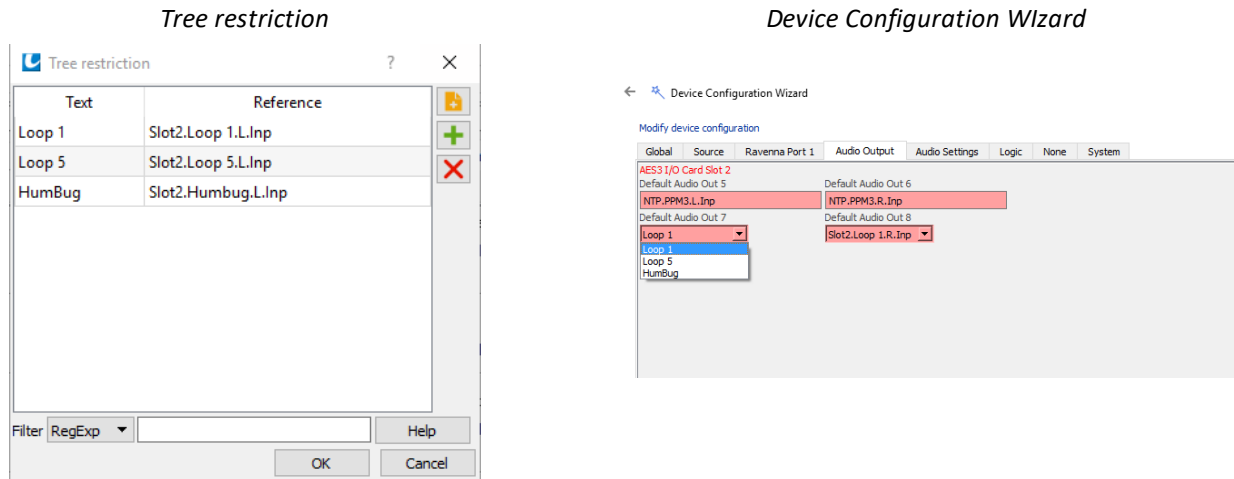 Tree restriction
Tree restriction ?
Text Reference
Loop 1 Slot2.Loop 1.L.Inp
Loop 5 Slot2.Loop 5.L.Inp
HumBug Slot2.Humbug.L.Inp
Filter RegExp Help
OK Cancel
Device Configuration WIzard
Device Configuration Wizard
Modify device configuration
Global Source Ravenna Port 1 Audio Output Audio Settings Logic None System
AES3 I/O Card Slot 2
Default Audio Out 5 Default Audio Out 6
NTP.PPM3.L.Inp NTP.PPM3.R.Inp
Default Audio Out 7 Default Audio Out 8
Loop 1 Slot2.Loop 1.R.Inp
Loop 1
Loop 5
HumBug